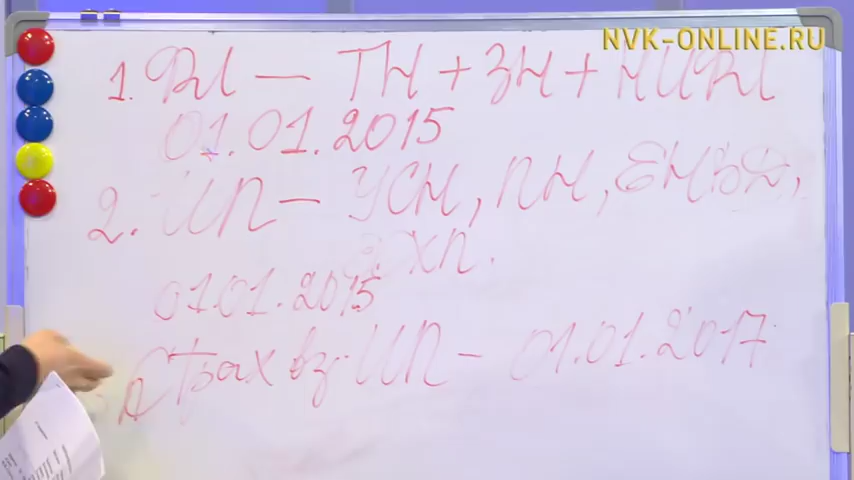 NVK-ONLINE.RU
1. ФЛ — ТН + ЗН + НИФЛ
01.01.2015
2. ИП — УСН, ПН, ЕНВД,
ЭСХН.
01.01.2015
Страх вз. ИП — 01.01.2017